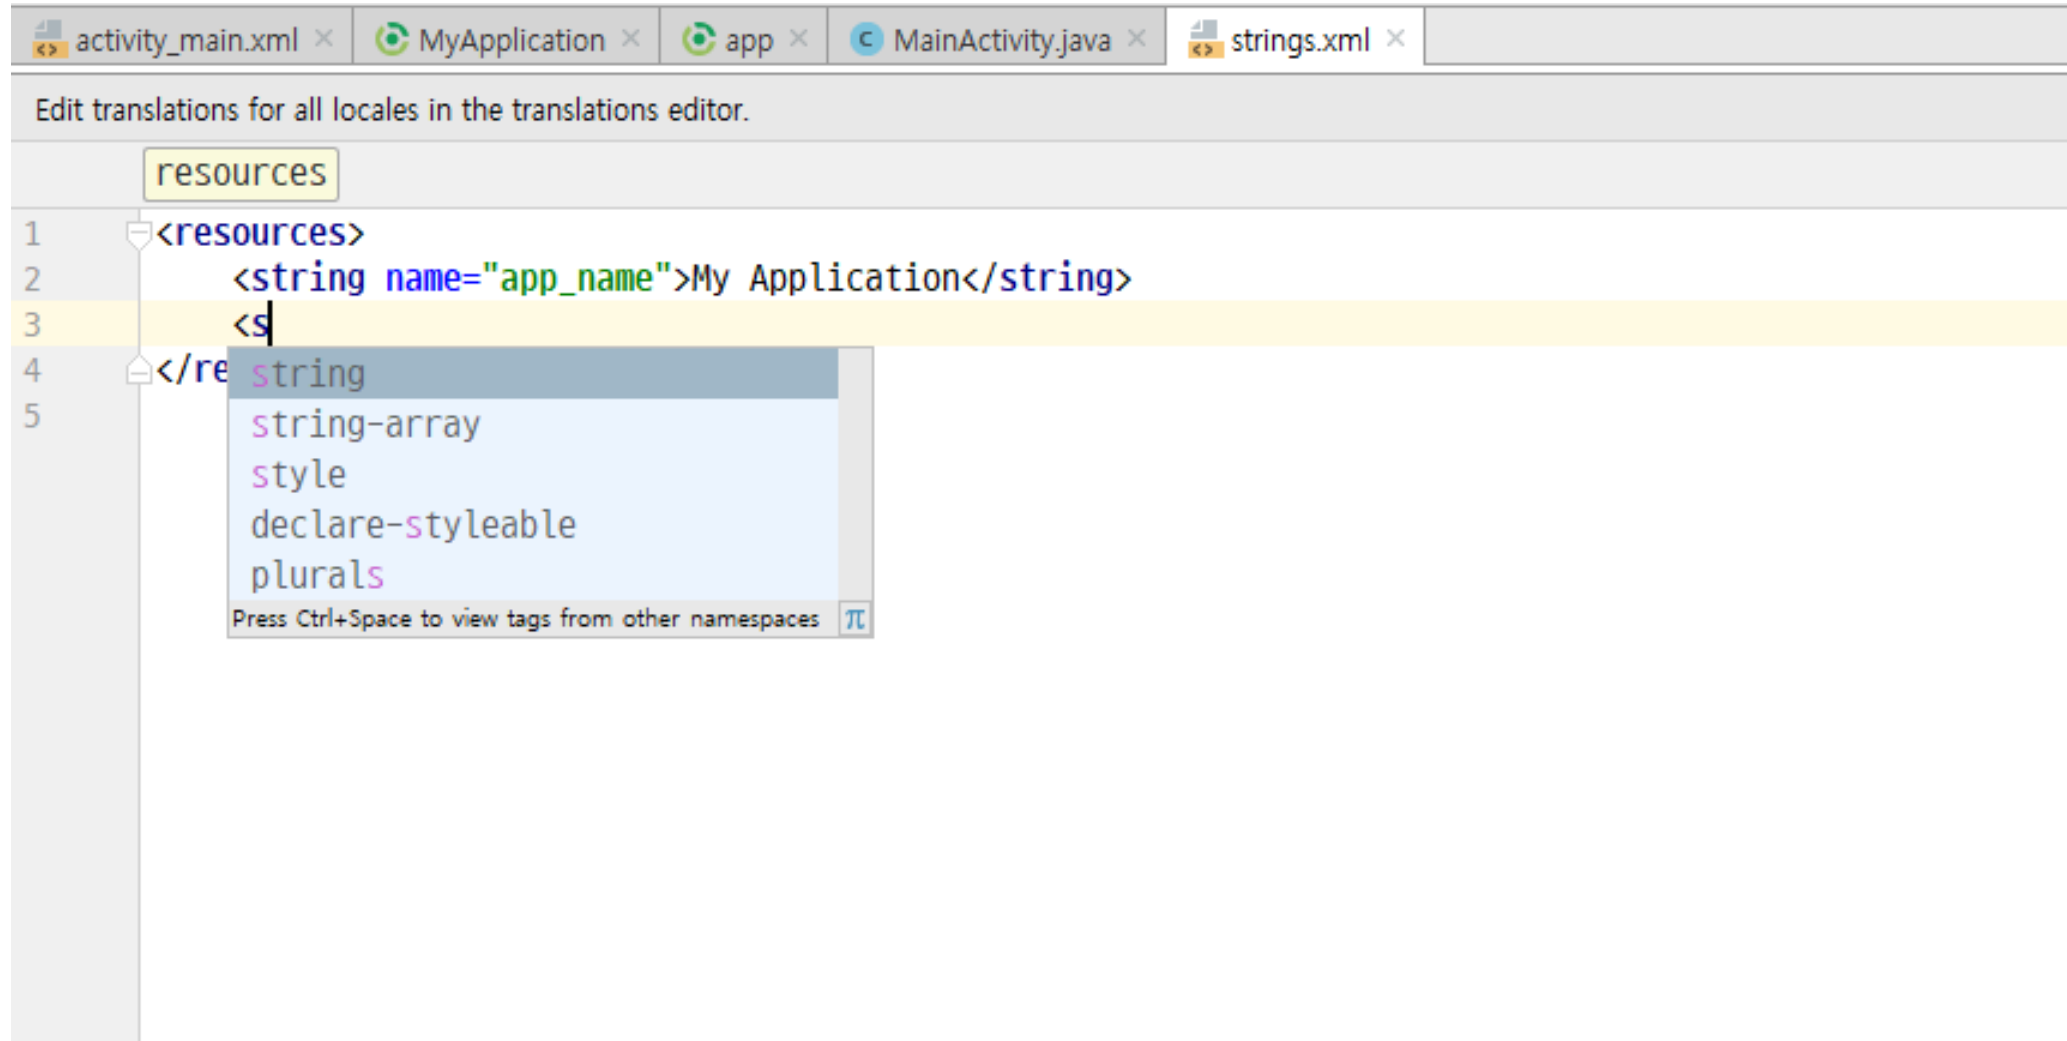 activity_main.xml MyApplication app MainActivity.java strings.xml
Edit translations for all locales in the translations editor.
resources
1 <resources>
2 <string name="app_name">My Application</string>
3 <s
4 </re
string
5
string-array
style
declare-styleable
plurals
Press Ctrl+Space to view tags from other namespaces π